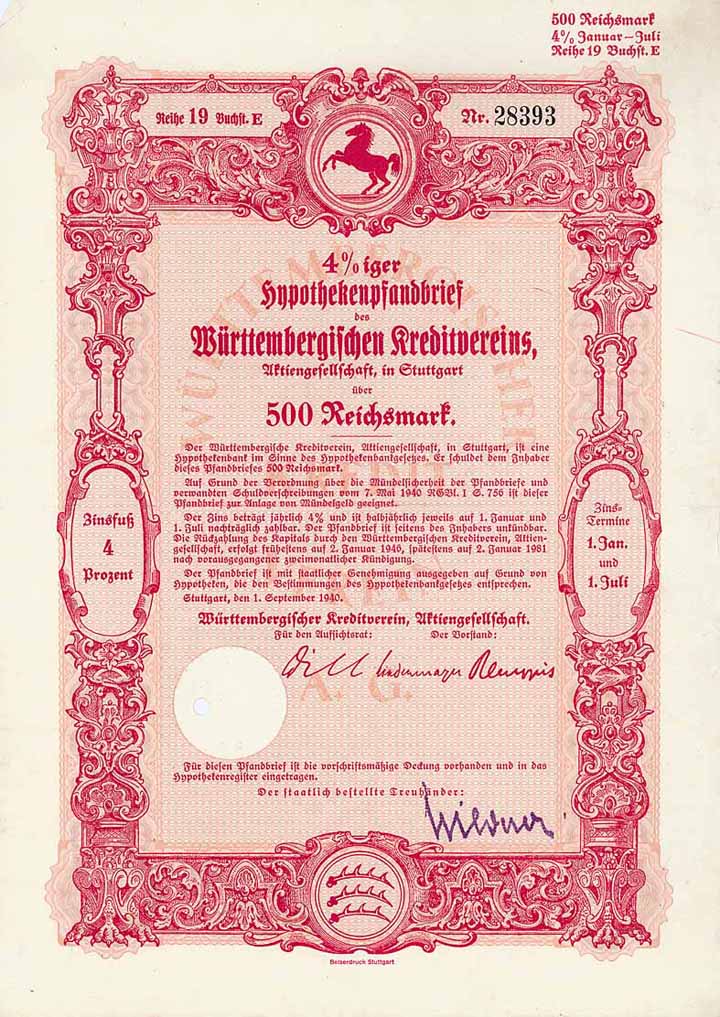 500 Reichsmark
4% Januar–Juli
Reihe 19 Buchst. E
Reihe 19 Buchst. E
Nr. 28393
4%iger
Hypothekenpfandbrief
des
Württembergischen Kreditvereins,
Aktiengesellschaft, in Stuttgart
über
500 Reichsmark.
Der Württembergische Kreditverein, Aktiengesellschaft, in Stuttgart, ist eine
Hypothekenbank im Sinne des Hypothekenbankgesetzes. Er schuldet dem Inhaber
dieses Pfandbriefes 500 Reichsmark.
Auf Grund der Verordnung über die Mündelsicherheit der Pfandbriefe und
verwandten Schuldverschreibungen vom 7. Mai 1940 RGBl. I S. 756 ist dieser
Pfandbrief zur Anlage von Mündelgeld geeignet.
Der Zins beträgt jährlich 4% und ist halbjährlich jeweils auf 1. Januar und
1. Juli nachträglich zahlbar. Der Pfandbrief ist seitens des Inhabers unkündbar.
Die Rückzahlung des Kapitals durch den Württembergischen Kreditverein, Aktien-
gesellschaft, erfolgt frühestens auf 2. Januar 1946, spätestens auf 2. Januar 1981
nach vorausgegangener zweimonatlicher Kündigung.
Der Pfandbrief ist mit staatlicher Genehmigung ausgegeben auf Grund von
Hypotheken, die den Bestimmungen des Hypothekenbankgesetzes entsprechen.
Stuttgart, den 1. September 1940.
Zinsfuß
4
Prozent
Zins-
Termine
1. Jan.
und
1. Juli
Württembergischer Kreditverein, Aktiengesellschaft.
Für den Aufsichtsrat: Der Vorstand:
A. G.
Für diesen Pfandbrief ist die vorschriftsmäßige Deckung vorhanden und in das
Hypothekenregister eingetragen.
Der staatlich bestellte Treuhänder:
Wildner
Belserdruck Stuttgart